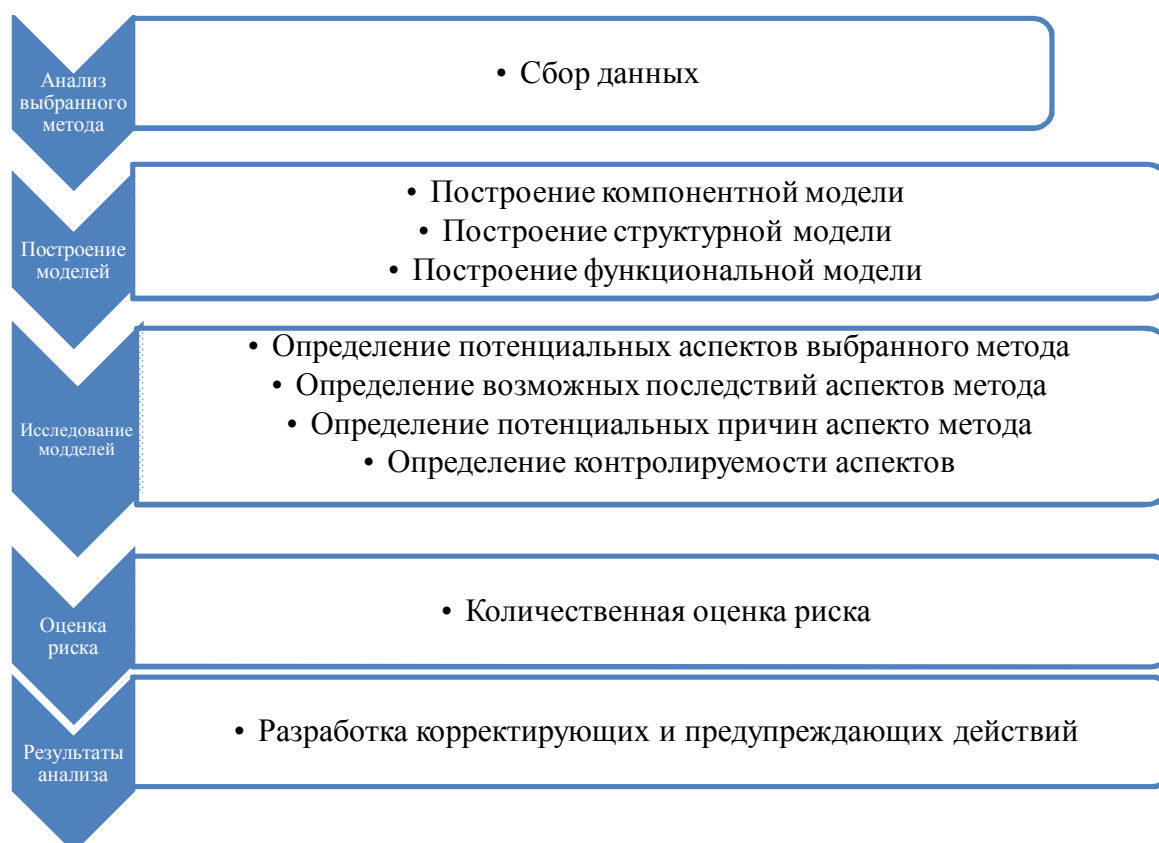 Анализ
выбранного
метода
• Сбор данных
Построение
моделей
• Построение компонентной модели
• Построение структурной модели
• Построение функциональной модели
Исследование
модделей
• Определение потенциальных аспектов выбранного метода
• Определение возможных последствий аспектов метода
• Определение потенциальных причин аспекто метода
• Определение контролируемости аспектов
Оценка
риска
• Количественная оценка риска
Результаты
анализа
• Разработка корректирующих и предупреждающих действий